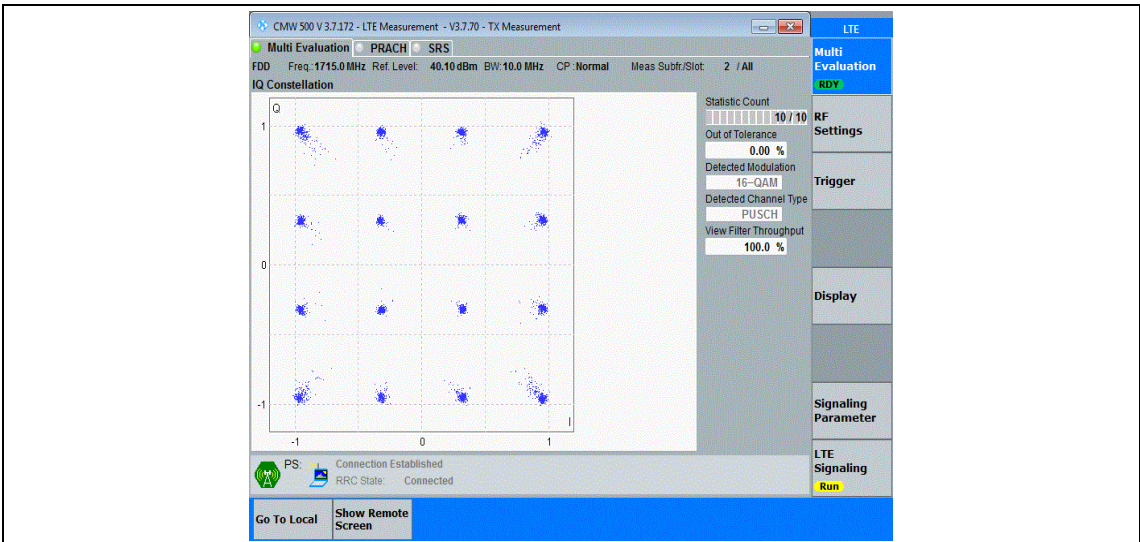 CMW 500 V 3.7.172 - LTE Measurement - V3.7.70 - TX Measurement
LTE
Multi Evaluation PRACH SRS
FDD Freq.: 1715.0 MHz Ref. Level: 40.10 dBm BW: 10.0 MHz CP : Normal Meas Subfr./Slot: 2 / All
IQ Constellation
Multi
Evaluation
RDY
Statistic Count
10 / 10
Out of Tolerance
0.00 %
Detected Modulation
16-QAM
Detected Channel Type
PUSCH
View Filter Throughput
100.0 %
RF
Settings
Trigger
Display
Signaling
Parameter
LTE
Signaling
Run
Q
1
0
-1
I
-1 0 1
PS: Connection Established
RRC State: Connected
Go To Local
Show Remote
Screen